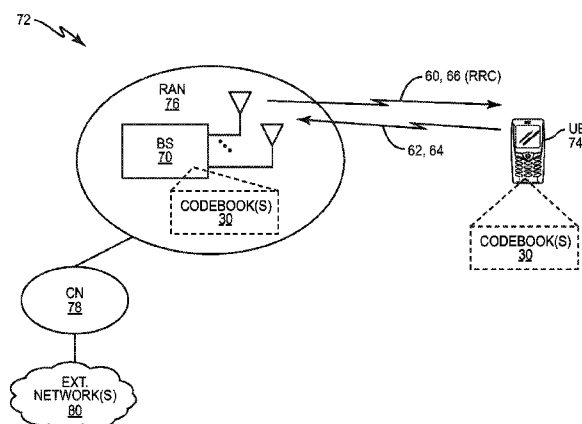 72
RAN
76
60, 66 (RRC)
BS
70
62, 64
UE
74
CODEBOOK(S)
30
CODEBOOK(S)
30
CN
78
EXT.
NETWORK(S)
80